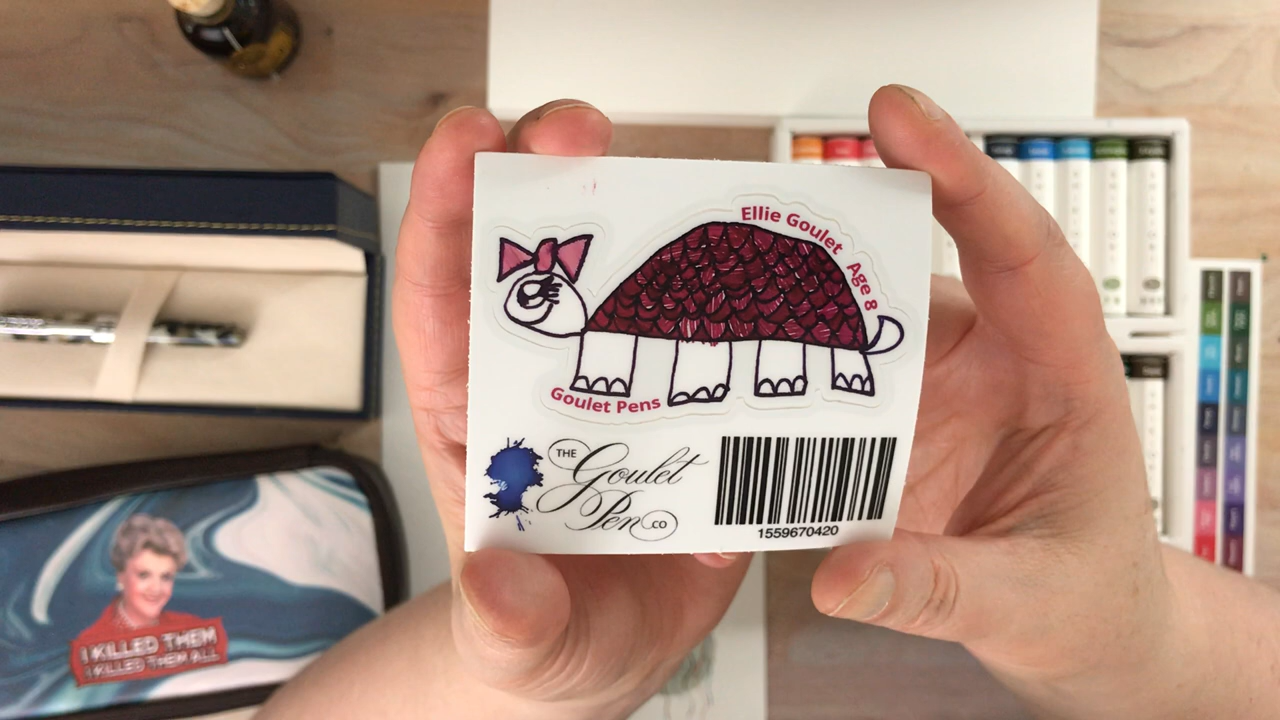 Ellie Goulet Age 8
Goulet Pens
THE
Goulet
Pen co
1559670420
I KILLED THEM
I KILLED THEM ALL